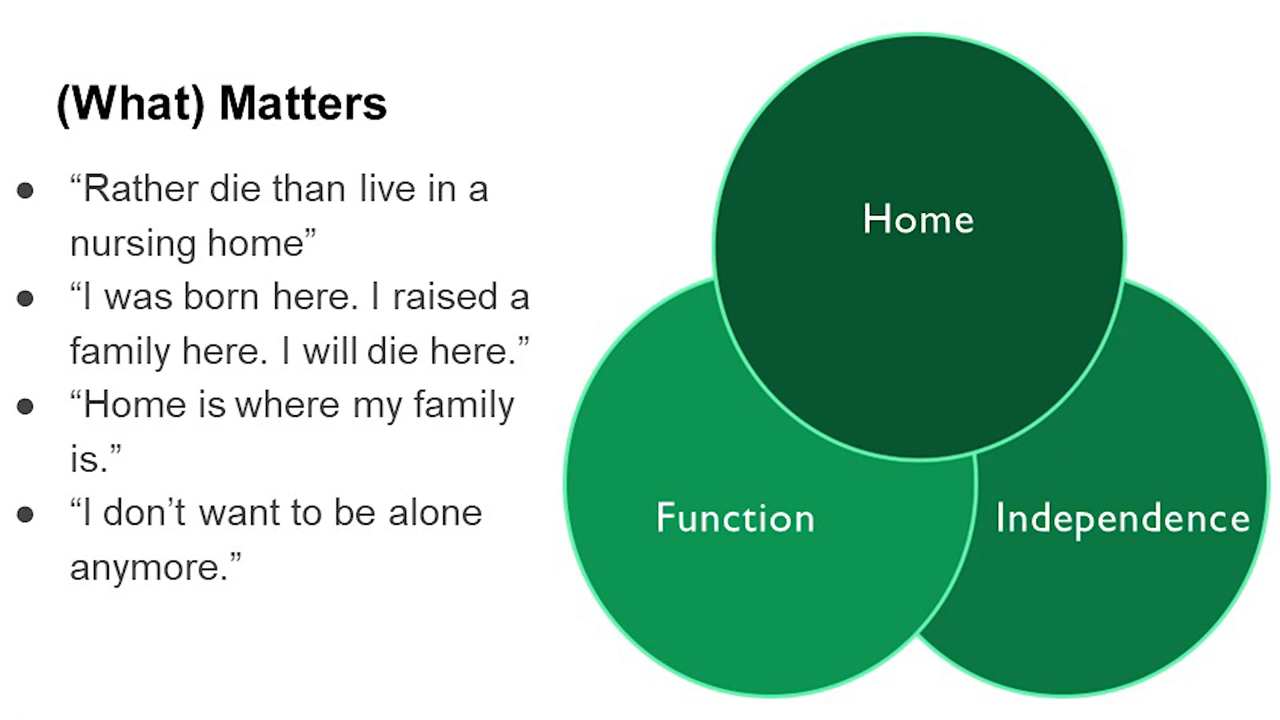 (What) Matters
● “Rather die than live in a
nursing home”
● “I was born here. I raised a
family here. I will die here.”
● “Home is where my family
is.”
● “I don’t want to be alone
anymore.”
Home
Function
Independence